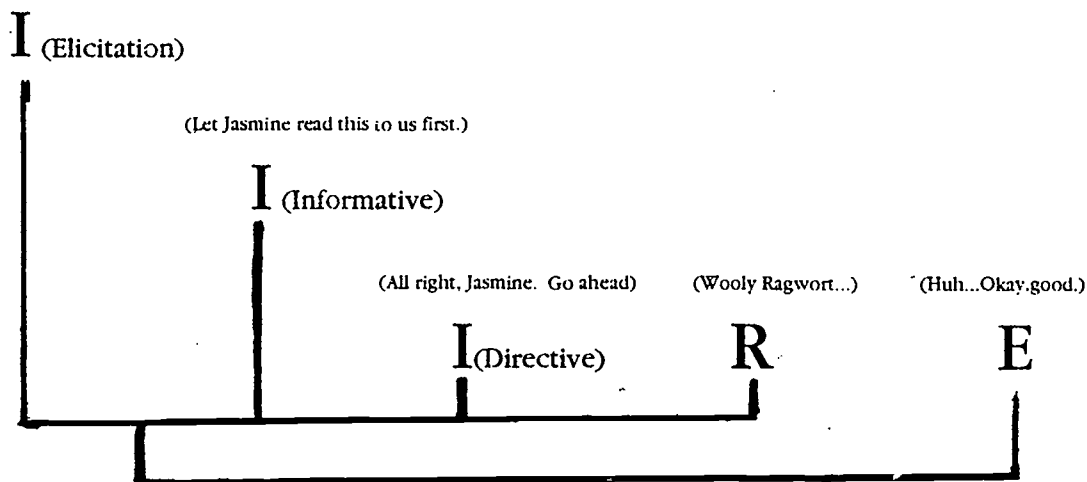 I (Elicitation)
(Let Jasmine read this to us first.)
I (Informative)
(All right, Jasmine. Go ahead) (Wooly Ragwort...) (Huh...Okay.good.)
I(Directive) R E